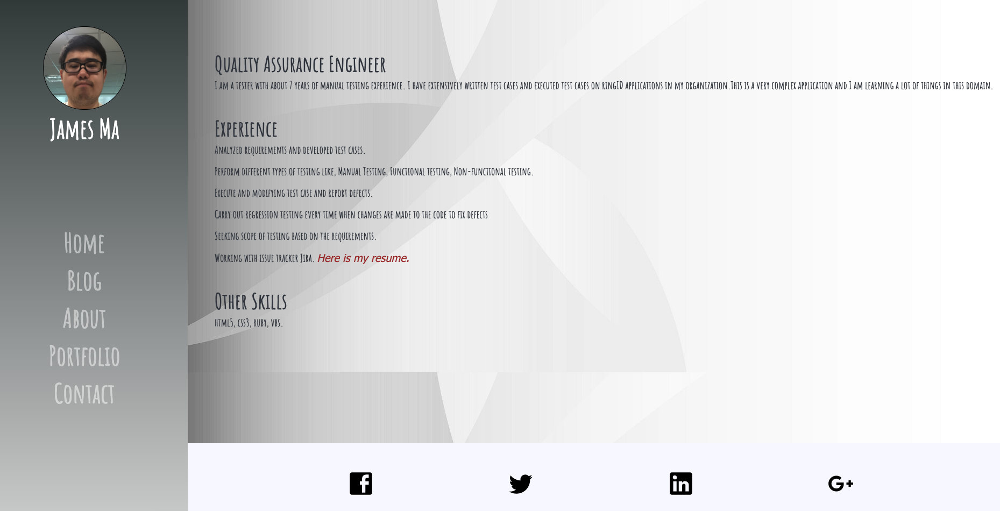 James Ma
Home
Blog
About
Portfolio
Contact
Quality Assurance Engineer
I am a tester with about 7 years of manual testing experience. I have extensively written test cases and executed test cases on ringID applications in my organization.This is a very complex application and I am learning a lot of things in this domain.
Experience
Analyzed requirements and developed test cases.
Perform different types of testing like, Manual Testing, Functional testing, Non-functional testing.
Execute and modifying test case and report defects.
Carry out regression testing every time when changes are made to the code to fix defects
Seeking scope of testing based on the requirements.
Working with issue tracker Jira. Here is my resume.
Other Skills
html5, css3, ruby, vbs.